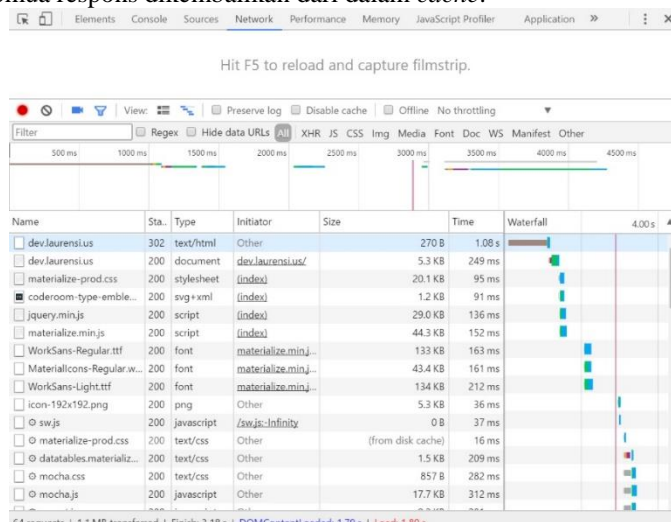 semua respons dikembalikan dari dalam cache.
Elements Console Sources Network Performance Memory JavaScript Profiler Application »
Hit F5 to reload and capture filmstrip.
View: Preserve log Disable cache Offline No throttling
Filter Regex Hide data URLs All XHR JS CSS Img Media Font Doc WS Manifest Other
500 ms 1000 ms 1500 ms 2000 ms 2500 ms 3000 ms 3500 ms 4000 ms 4500 ms
Name Sta.. Type Initiator Size Time Waterfall 4.00 s
dev.laurensi.us 302 text/html Other 270 B 1.08 s
dev.laurensi.us 200 document dev.laurensi.us/ 5.3 KB 249 ms
materialize-prod.css 200 stylesheet (index) 20.1 KB 95 ms
coderoom-type-emble... 200 svg+xml (index) 1.2 KB 91 ms
jquery.min.js 200 script (index) 29.0 KB 136 ms
materialize.min.js 200 script (index) 44.3 KB 152 ms
WorkSans-Regular.ttf 200 font materialize.min.j... 133 KB 163 ms
MaterialIcons-Regular.w... 200 font materialize.min.j... 43.4 KB 161 ms
WorkSans-Light.ttf 200 font materialize.min.j... 134 KB 212 ms
icon-192x192.png 200 png Other 5.3 KB 36 ms
sw.js 200 javascript /sw.js:-Infinity 0 B 37 ms
materialize-prod.css 200 text/css Other (from disk cache) 16 ms
datatables.materializ... 200 text/css Other 1.5 KB 209 ms
mocha.css 200 text/css Other 857 B 282 ms
mocha.js 200 javascript Other 17.7 KB 312 ms